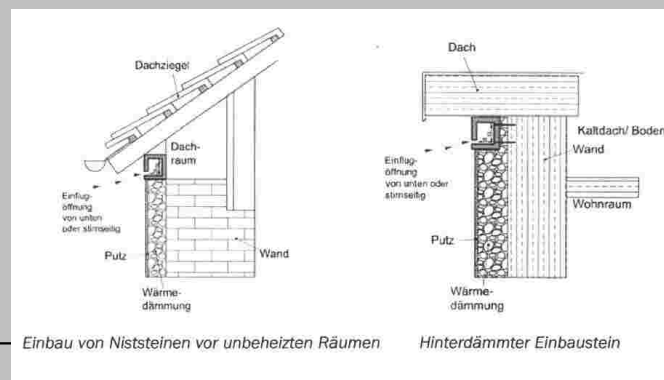 Dachziegel
Dach-
raum
Einflug-
öffnung
von unten
oder stirnseitig
Putz
Wand
Wärme-
dämmung
Einbau von Niststeinen vor unbeheizten Räumen
Dach
Kaltdach/ Boden
Wand
Einflug-
öffnung
von unten oder
stirnseitig
Wohnraum
Putz
Wärme-
dämmung
Hinterdämmter Einbaustein